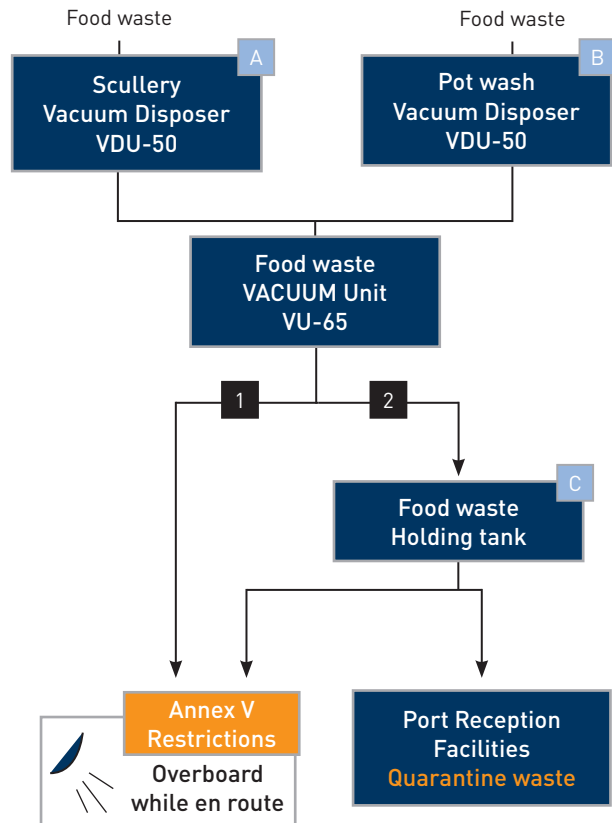 Food waste
Food waste
A
B
Scullery
Vacuum Disposer
VDU-50
Pot wash
Vacuum Disposer
VDU-50
Food waste
VACUUM Unit
VU-65
1
2
C
Food waste
Holding tank
Annex V
Restrictions
Overboard
while en route
Port Reception
Facilities
Quarantine waste